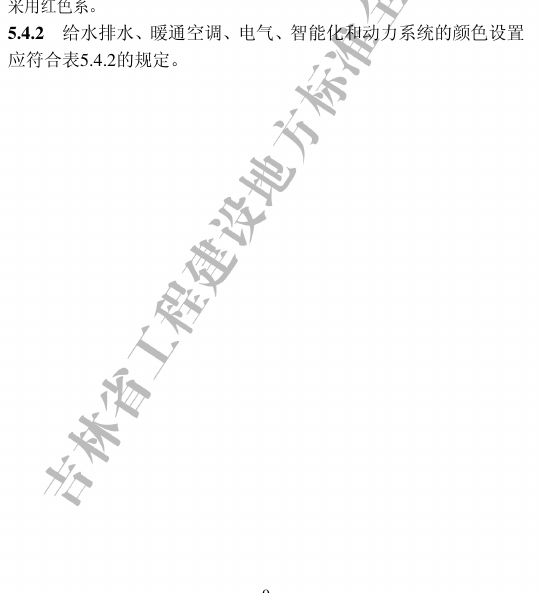 采用红色系。
5.4.2 给水排水、暖通空调、电气、智能化和动力系统的颜色设置
应符合表5.4.2的规定。
吉林省工程建设地方标准全